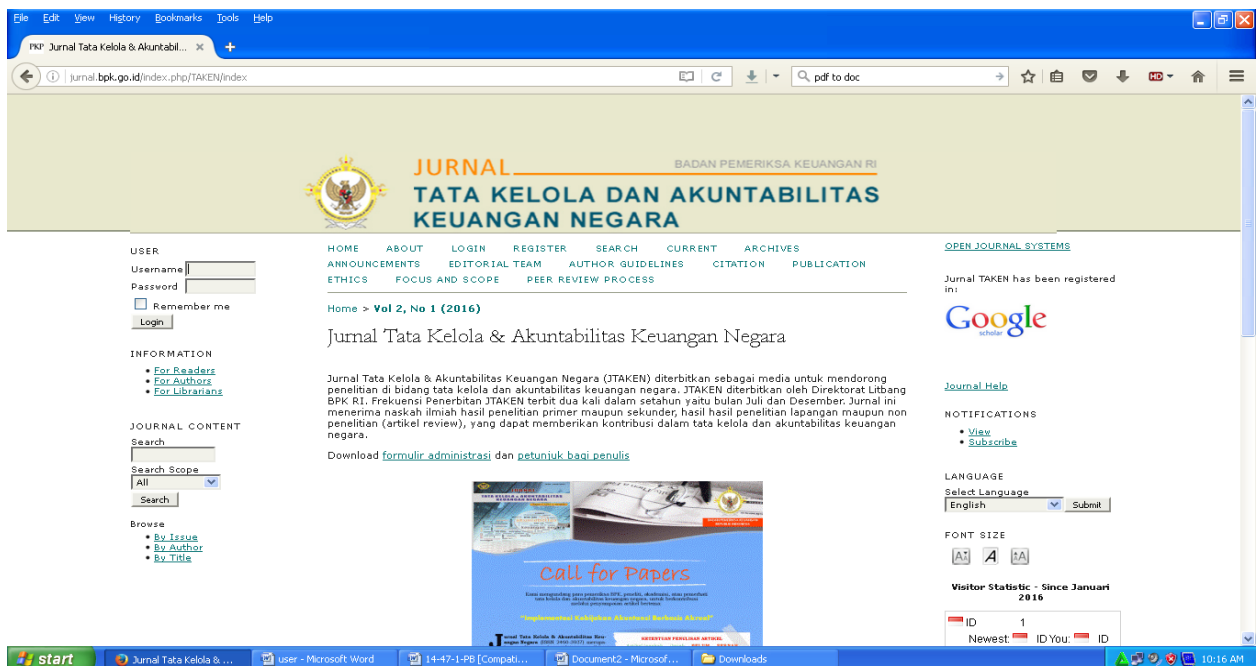 File Edit View History Bookmarks Tools Help
PKP Jurnal Tata Kelola & Akuntabil...
jurnal.bpk.go.id/index.php/TAKEN/index
pdf to doc
HD
JURNAL
BADAN PEMERIKSA KEUANGAN RI
TATA KELOLA DAN AKUNTABILITAS
KEUANGAN NEGARA
USER
Username
Password
Remember me
Login
INFORMATION
For Readers
For Authors
For Librarians
JOURNAL CONTENT
Search
Search Scope
All
Search
Browse
By Issue
By Author
By Title
HOME ABOUT LOGIN REGISTER SEARCH CURRENT ARCHIVES
ANNOUNCEMENTS EDITORIAL TEAM AUTHOR GUIDELINES CITATION PUBLICATION
ETHICS FOCUS AND SCOPE PEER REVIEW PROCESS
Home > Vol 2, No 1 (2016)
Jurnal Tata Kelola & Akuntabilitas Keuangan Negara
Jurnal Tata Kelola & Akuntabilitas Keuangan Negara (JTAKEN) diterbitkan sebagai media untuk mendorong
penelitian di bidang tata kelola dan akuntabilitas keuangan negara. JTAKEN diterbitkan oleh Direktorat Litbang
BPK RI. Frekuensi Penerbitan JTAKEN terbit dua kali dalam setahun yaitu bulan Juli dan Desember. Jurnal ini
menerima naskah ilmiah hasil penelitian primer maupun sekunder, hasil hasil penelitian lapangan maupun non
penelitian (artikel review), yang dapat memberikan kontribusi dalam tata kelola dan akuntabilitas keuangan
negara.
Download formulir administrasi dan petunjuk bagi penulis
Call for Papers
"Implementasi Kebijakan Akuntansi Berbasis Akrual"
KETENTUAN PENULISAN ARTIKEL
OPEN JOURNAL SYSTEMS
Jurnal TAKEN has been registered
in:
Google
scholar
Journal Help
NOTIFICATIONS
View
Subscribe
LANGUAGE
Select Language
English
Submit
FONT SIZE
Visitor Statistic - Since Januari
2016
ID 1
Newest: ID You: ID
start
Jurnal Tata Kelola & ...
user - Microsoft Word
14-47-1-PB [Compati...
Document2 - Microsof...
Downloads
10:16 AM